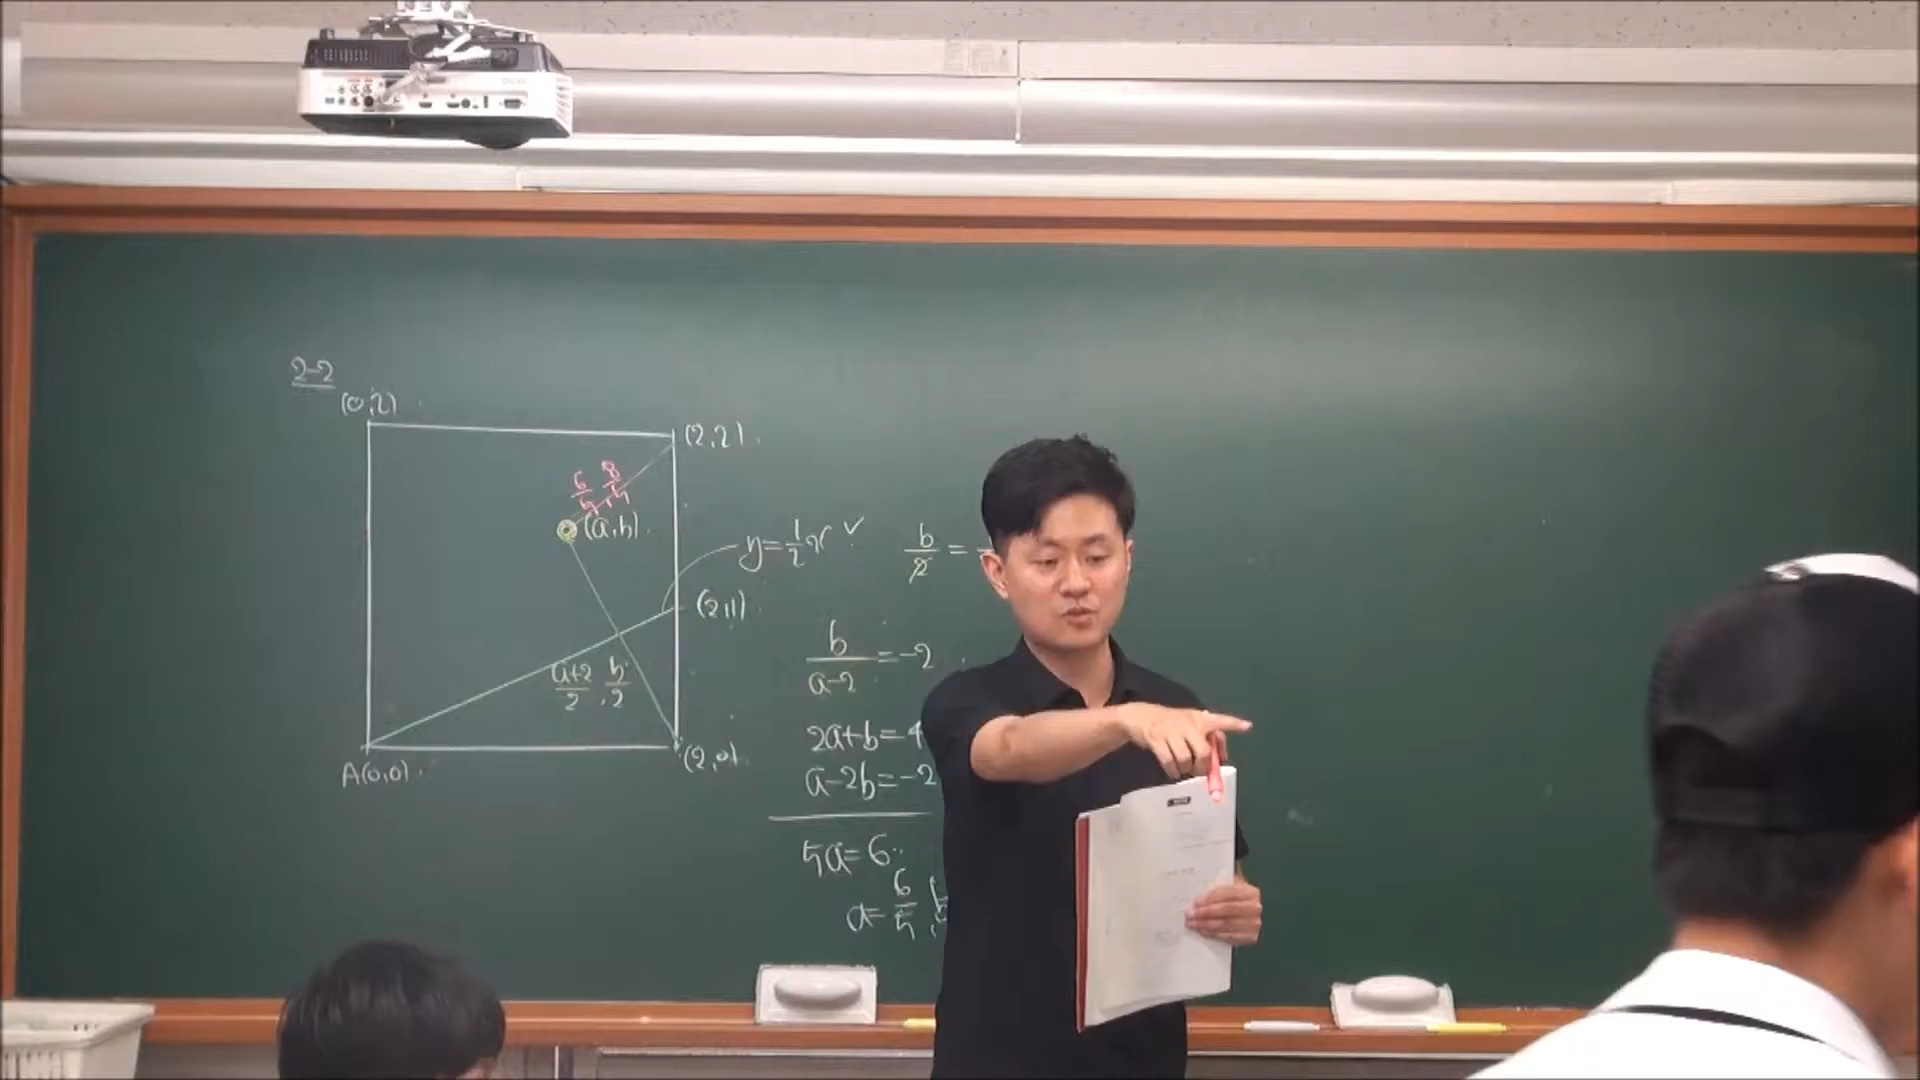 2-2
(0,2)
(2,2)
6/5, 8/5
(a,b)
y=1/2x ✓
b/2 =
(2,1)
b/a-2 = -2
a+2/2, b/2
2a+b=4
(2,0)
A(0,0)
a-2b=-2
5a=6
a=6/5